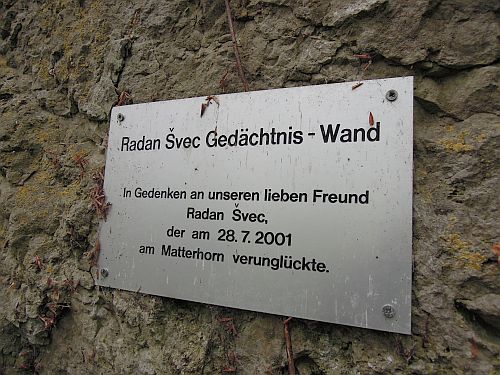 Radan Švec Gedächtnis - Wand
In Gedenken an unseren lieben Freund
Radan Švec,
der am 28. 7. 2001
am Matterhorn verunglückte.